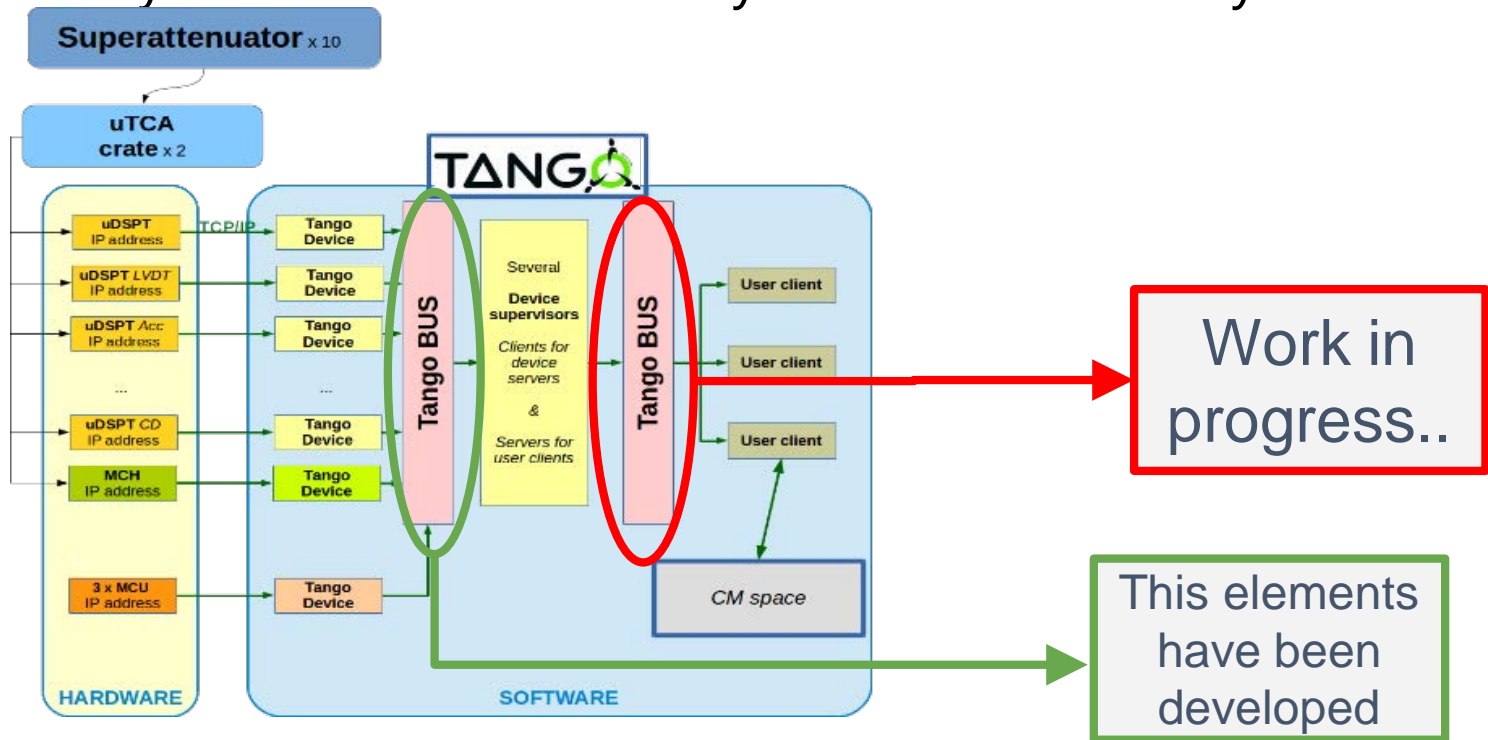 Superattenuator x 10
uTCA
crate x 2
TANGO
uDSPT
IP address
TCP/IP
Tango
Device
uDSPT LVDT
IP address
Tango
Device
uDSPT Acc
IP address
Tango
Device
...
...
uDSPT CD
IP address
Tango
Device
MCH
IP address
Tango
Device
3 x MCU
IP address
Tango
Device
Tango BUS
Several
Device
supervisors
Clients for
device
servers
&
Servers for
user clients
Tango BUS
User client
User client
User client
CM space
HARDWARE
SOFTWARE
Work in
progress..
This elements
have been
developed